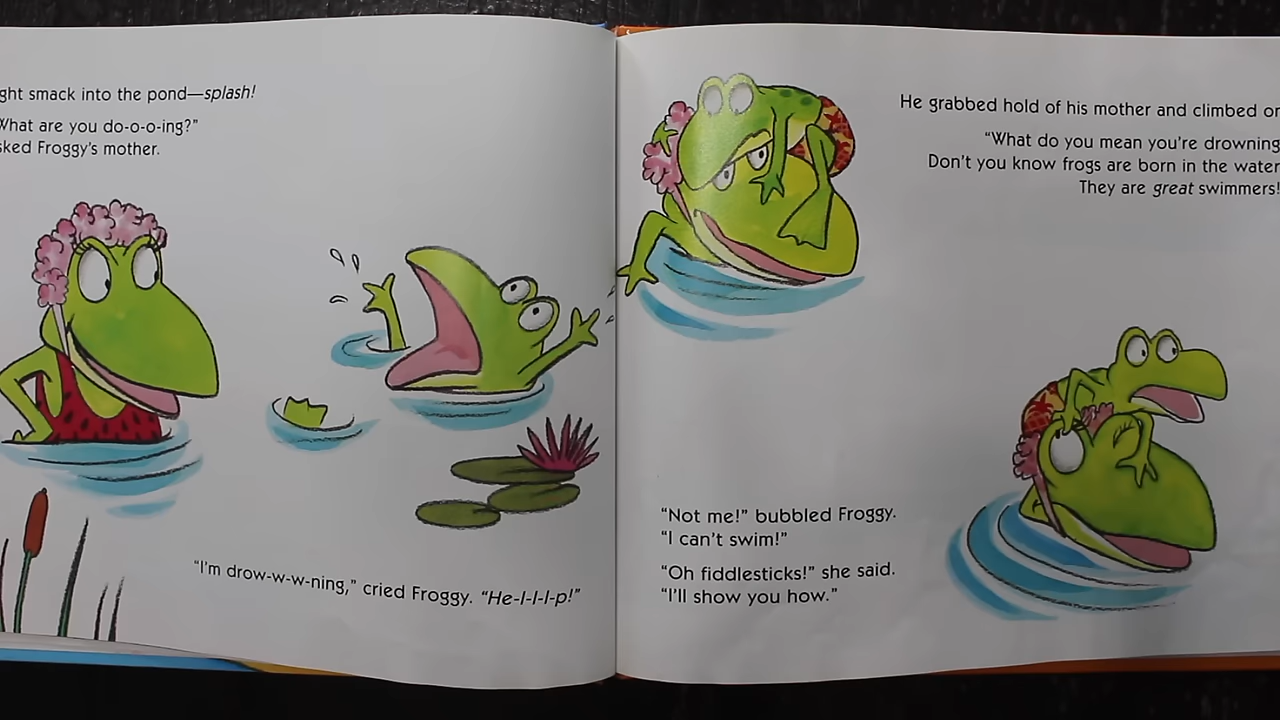 ght smack into the pond—splash!
What are you do-o-o-ing?"
sked Froggy's mother.
"I'm drow-w-w-ning," cried Froggy. "He-l-l-l-p!"
He grabbed hold of his mother and climbed on
"What do you mean you're drowning
Don't you know frogs are born in the water
They are great swimmers!
"Not me!" bubbled Froggy.
"I can't swim!"
"Oh fiddlesticks!" she said.
"I'll show you how."